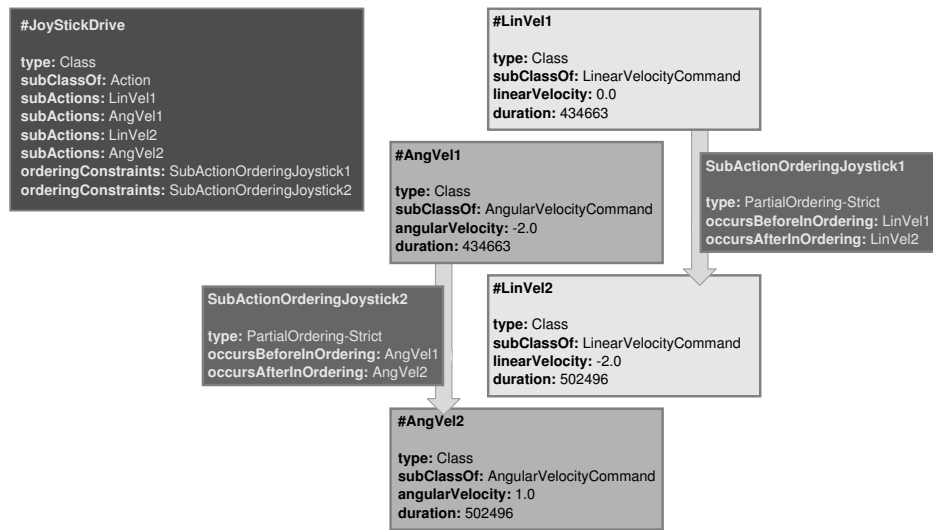 #JoyStickDrive
type: Class
subClassOf: Action
subActions: LinVel1
subActions: AngVel1
subActions: LinVel2
subActions: AngVel2
orderingConstraints: SubActionOrderingJoystick1
orderingConstraints: SubActionOrderingJoystick2
#LinVel1
type: Class
subClassOf: LinearVelocityCommand
linearVelocity: 0.0
duration: 434663
#AngVel1
type: Class
subClassOf: AngularVelocityCommand
angularVelocity: -2.0
duration: 434663
SubActionOrderingJoystick1
type: PartialOrdering-Strict
occursBeforeInOrdering: LinVel1
occursAfterInOrdering: LinVel2
SubActionOrderingJoystick2
type: PartialOrdering-Strict
occursBeforeInOrdering: AngVel1
occursAfterInOrdering: AngVel2
#LinVel2
type: Class
subClassOf: LinearVelocityCommand
linearVelocity: -2.0
duration: 502496
#AngVel2
type: Class
subClassOf: AngularVelocityCommand
angularVelocity: 1.0
duration: 502496